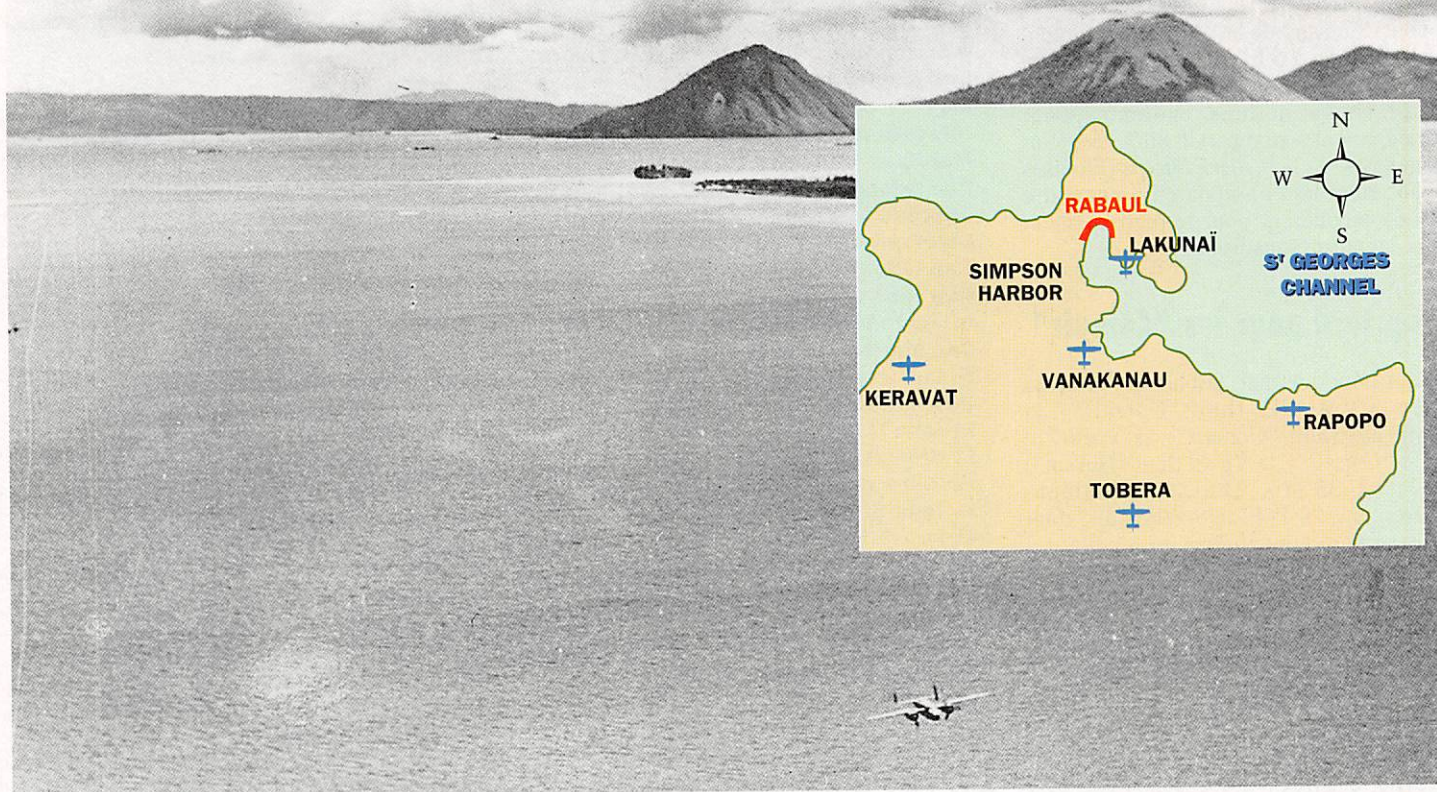 N
W
E
S
RABAUL
LAKUNAÏ
SIMPSON
HARBOR
Sᵗ GEORGES
CHANNEL
KERAVAT
VANAKANAU
RAPOPO
TOBERA